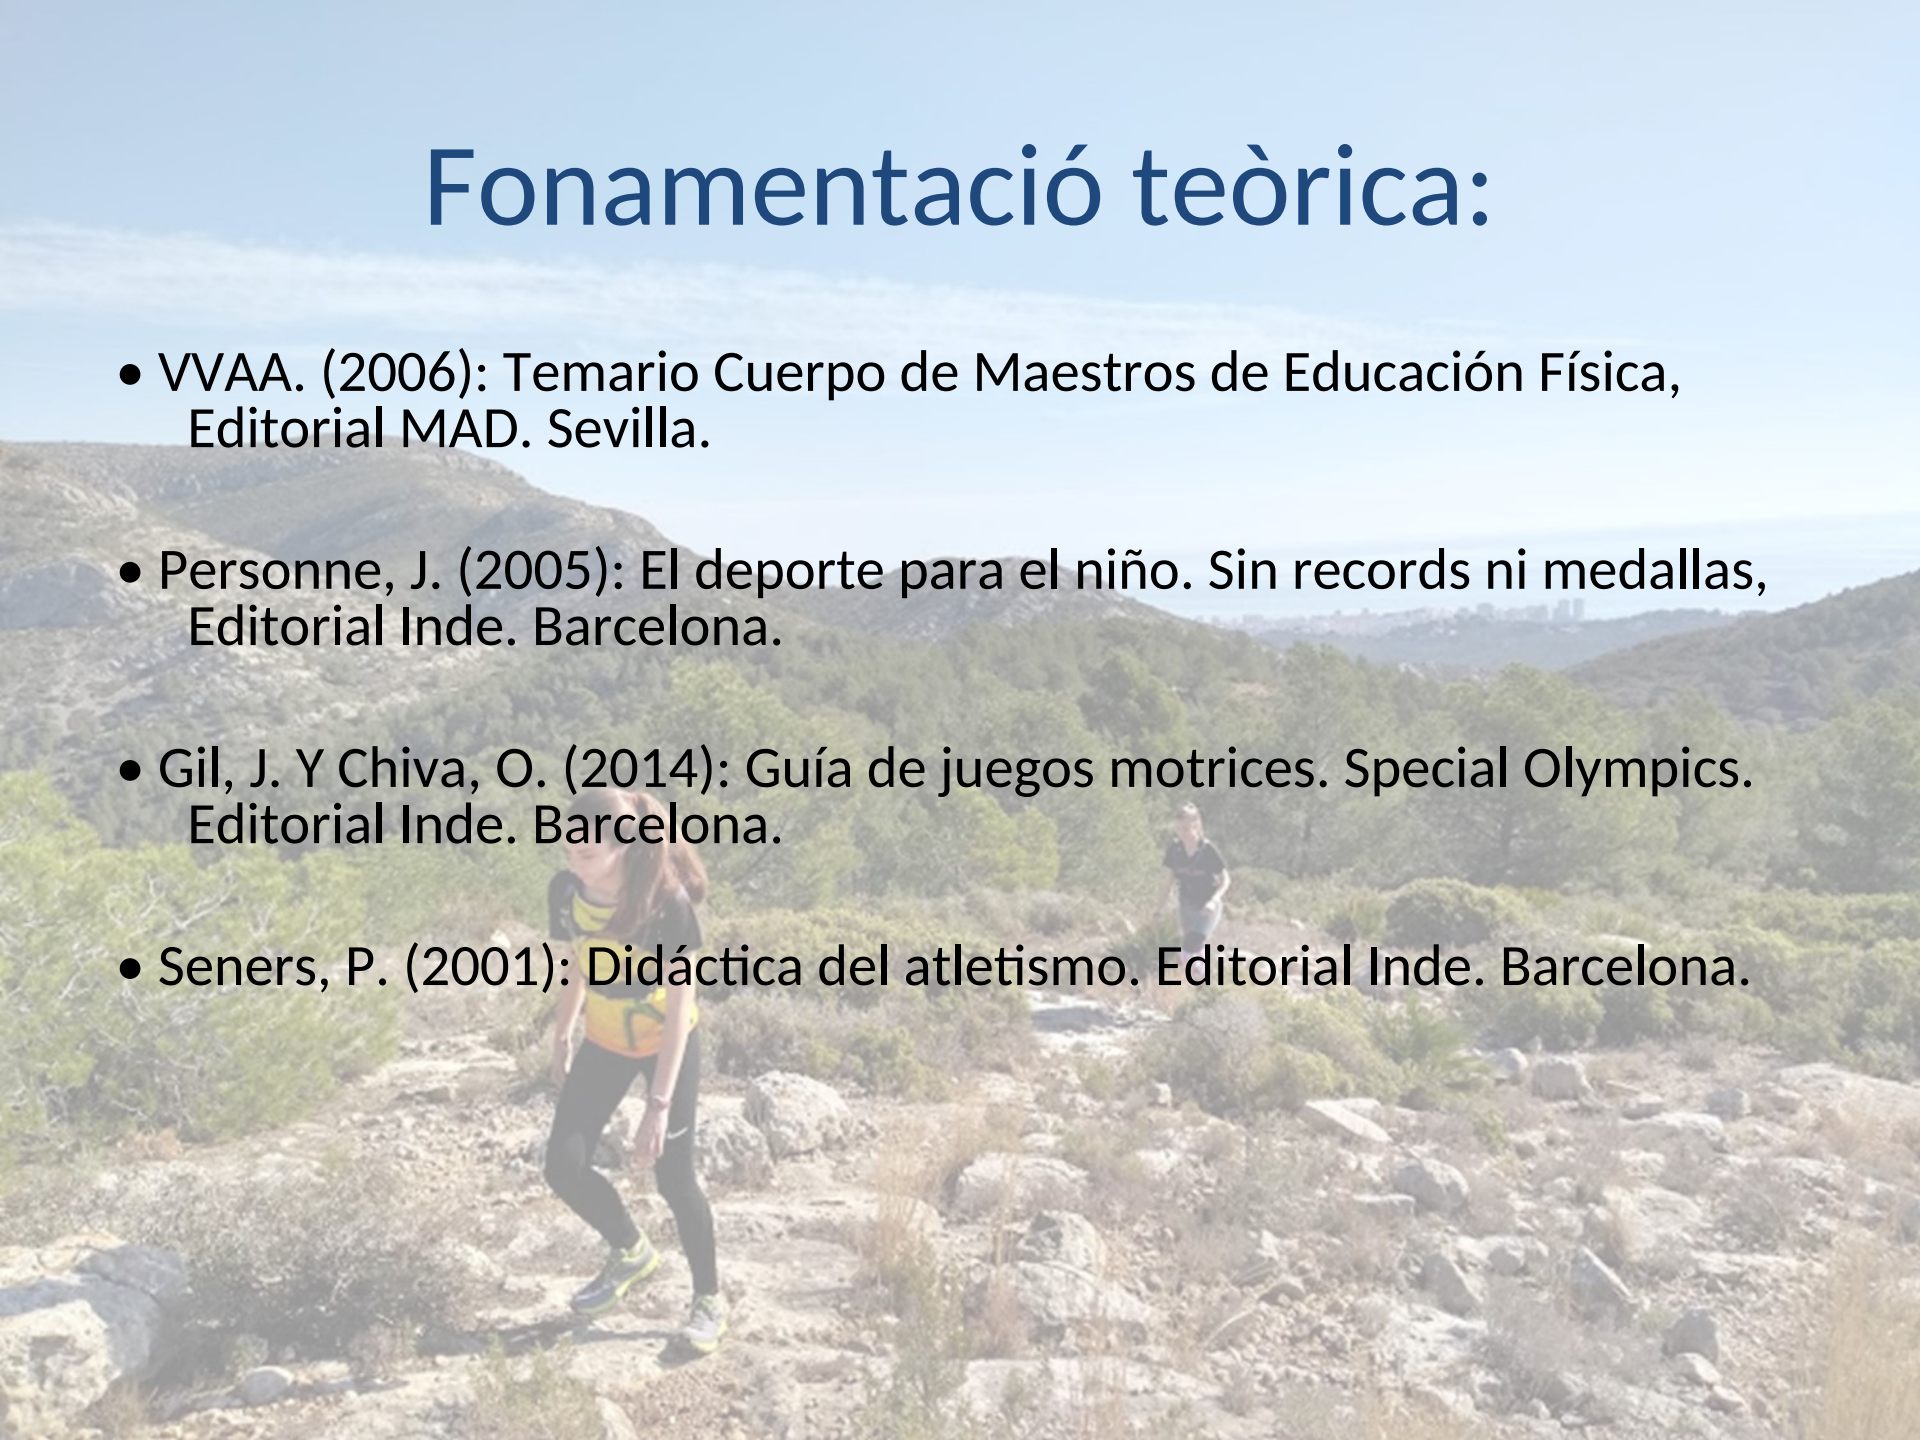 Fonamentació teòrica:
• VVAA. (2006): Temario Cuerpo de Maestros de Educación Física,
Editorial MAD. Sevilla.
• Personne, J. (2005): El deporte para el niño. Sin records ni medallas,
Editorial Inde. Barcelona.
• Gil, J. Y Chiva, O. (2014): Guía de juegos motrices. Special Olympics.
Editorial Inde. Barcelona.
• Seners, P. (2001): Didáctica del atletismo. Editorial Inde. Barcelona.